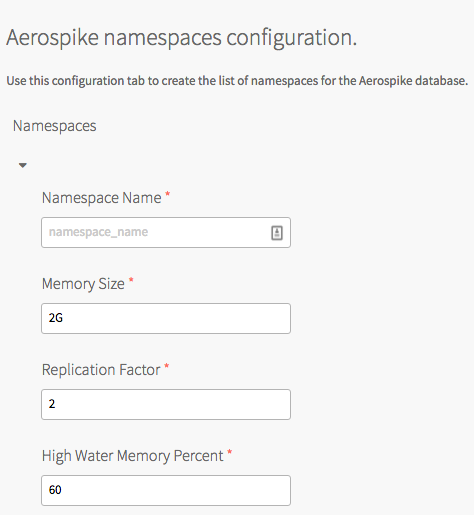 Aerospike namespaces configuration.
Use this configuration tab to create the list of namespaces for the Aerospike database.
Namespaces
Namespace Name *
namespace_name
Memory Size *
2G
Replication Factor *
2
High Water Memory Percent *
60